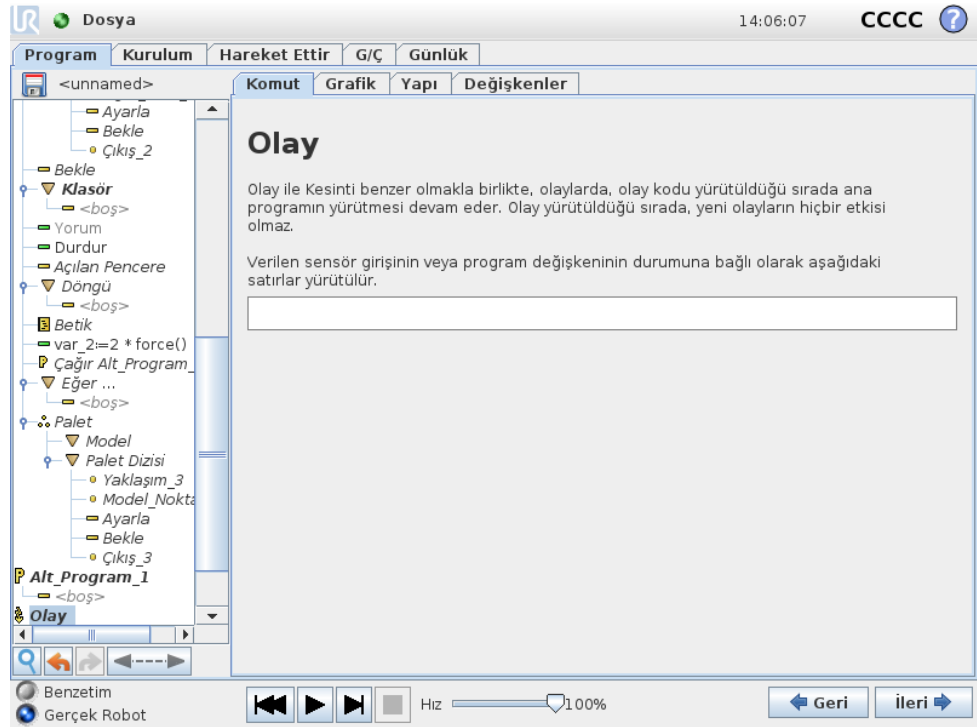 UR Dosya 14:06:07 CCCC ?
Program Kurulum Hareket Ettir G/Ç Günlük
<unnamed>
Komut Grafik Yapı Değişkenler
Ayarla
Bekle
Çıkış_2
Bekle
Klasör
<boş>
Yorum
Durdur
Açılan Pencere
Döngü
<boş>
Betik
var_2:=2 * force()
P Çağır Alt_Program_
Eğer ...
<boş>
Palet
Model
Palet Dizisi
Yaklaşım_3
Model_Nokta
Ayarla
Bekle
Çıkış_3
P Alt_Program_1
<boş>
Olay
Olay
Olay ile Kesinti benzer olmakla birlikte, olaylarda, olay kodu yürütüldüğü sırada ana
programın yürütmesi devam eder. Olay yürütüldüğü sırada, yeni olayların hiçbir etkisi
olmaz.
Verilen sensör girişinin veya program değişkeninin durumuna bağlı olarak aşağıdaki
satırlar yürütülür.
Benzetim
Gerçek Robot
Hız 100%
Geri İleri